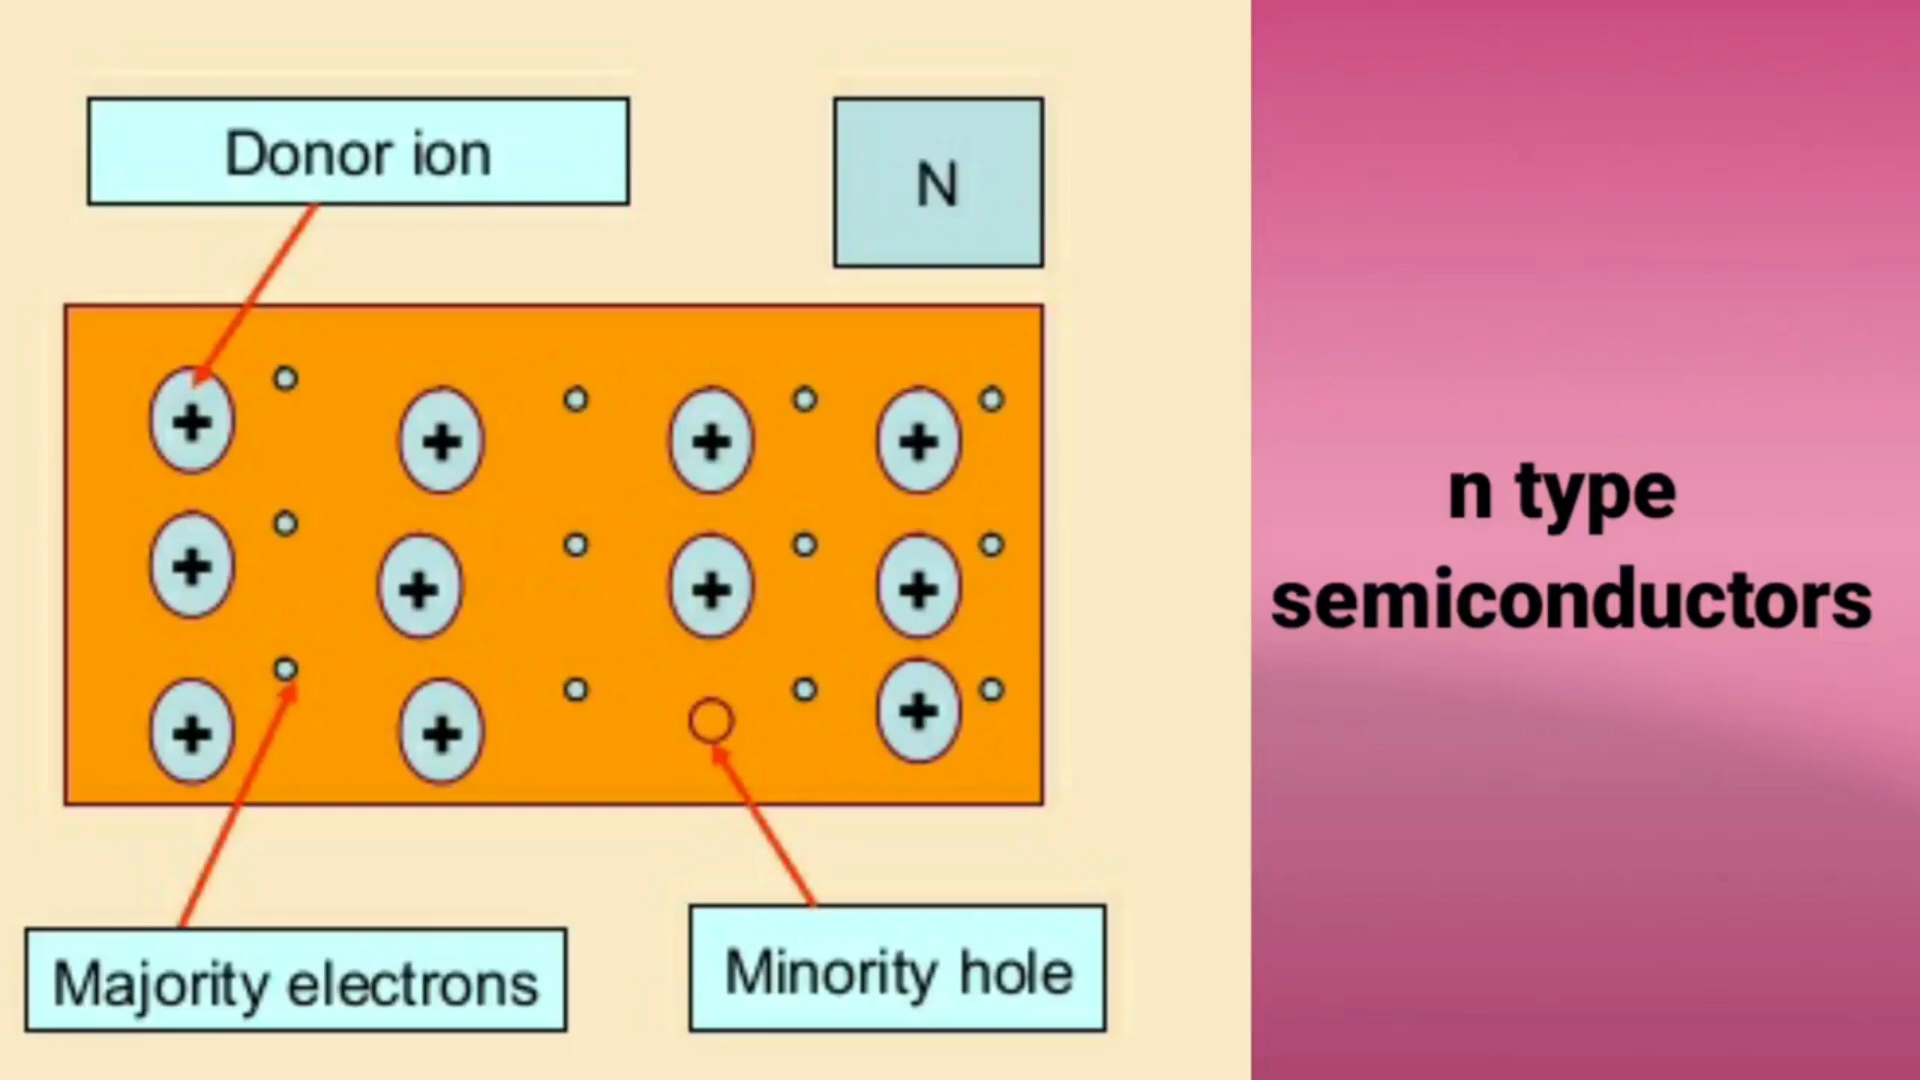 Donor ion
N
+
+ + +
+
+ + +
+ + +
Majority electrons
Minority hole
n type
semiconductors